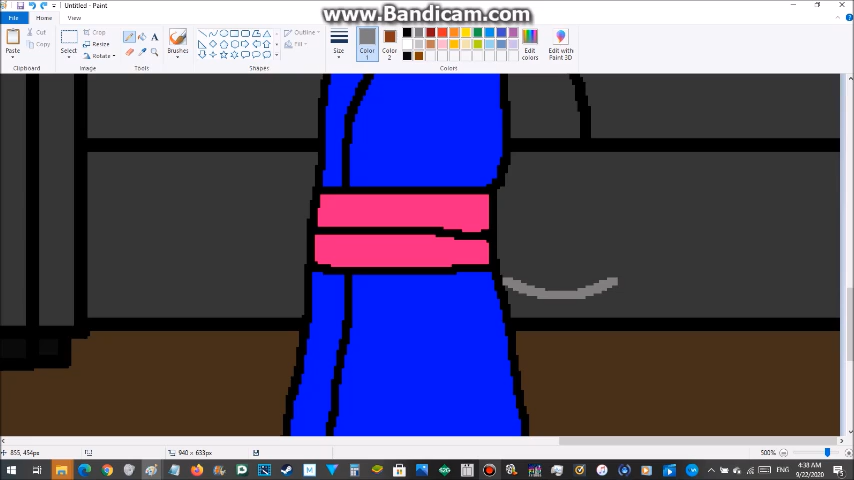 Untitled - Paint
www.Bandicam.com
File
Home
View
Paste
Cut
Copy
Clipboard
Select
Crop
Resize
Rotate
Image
Tools
Brushes
Shapes
Outline
Fill
Size
Color
1
Color
2
Colors
Edit
colors
Edit with
Paint 3D
855, 454px
940 × 633px
500%
ENG
4:38 AM
9/22/2020